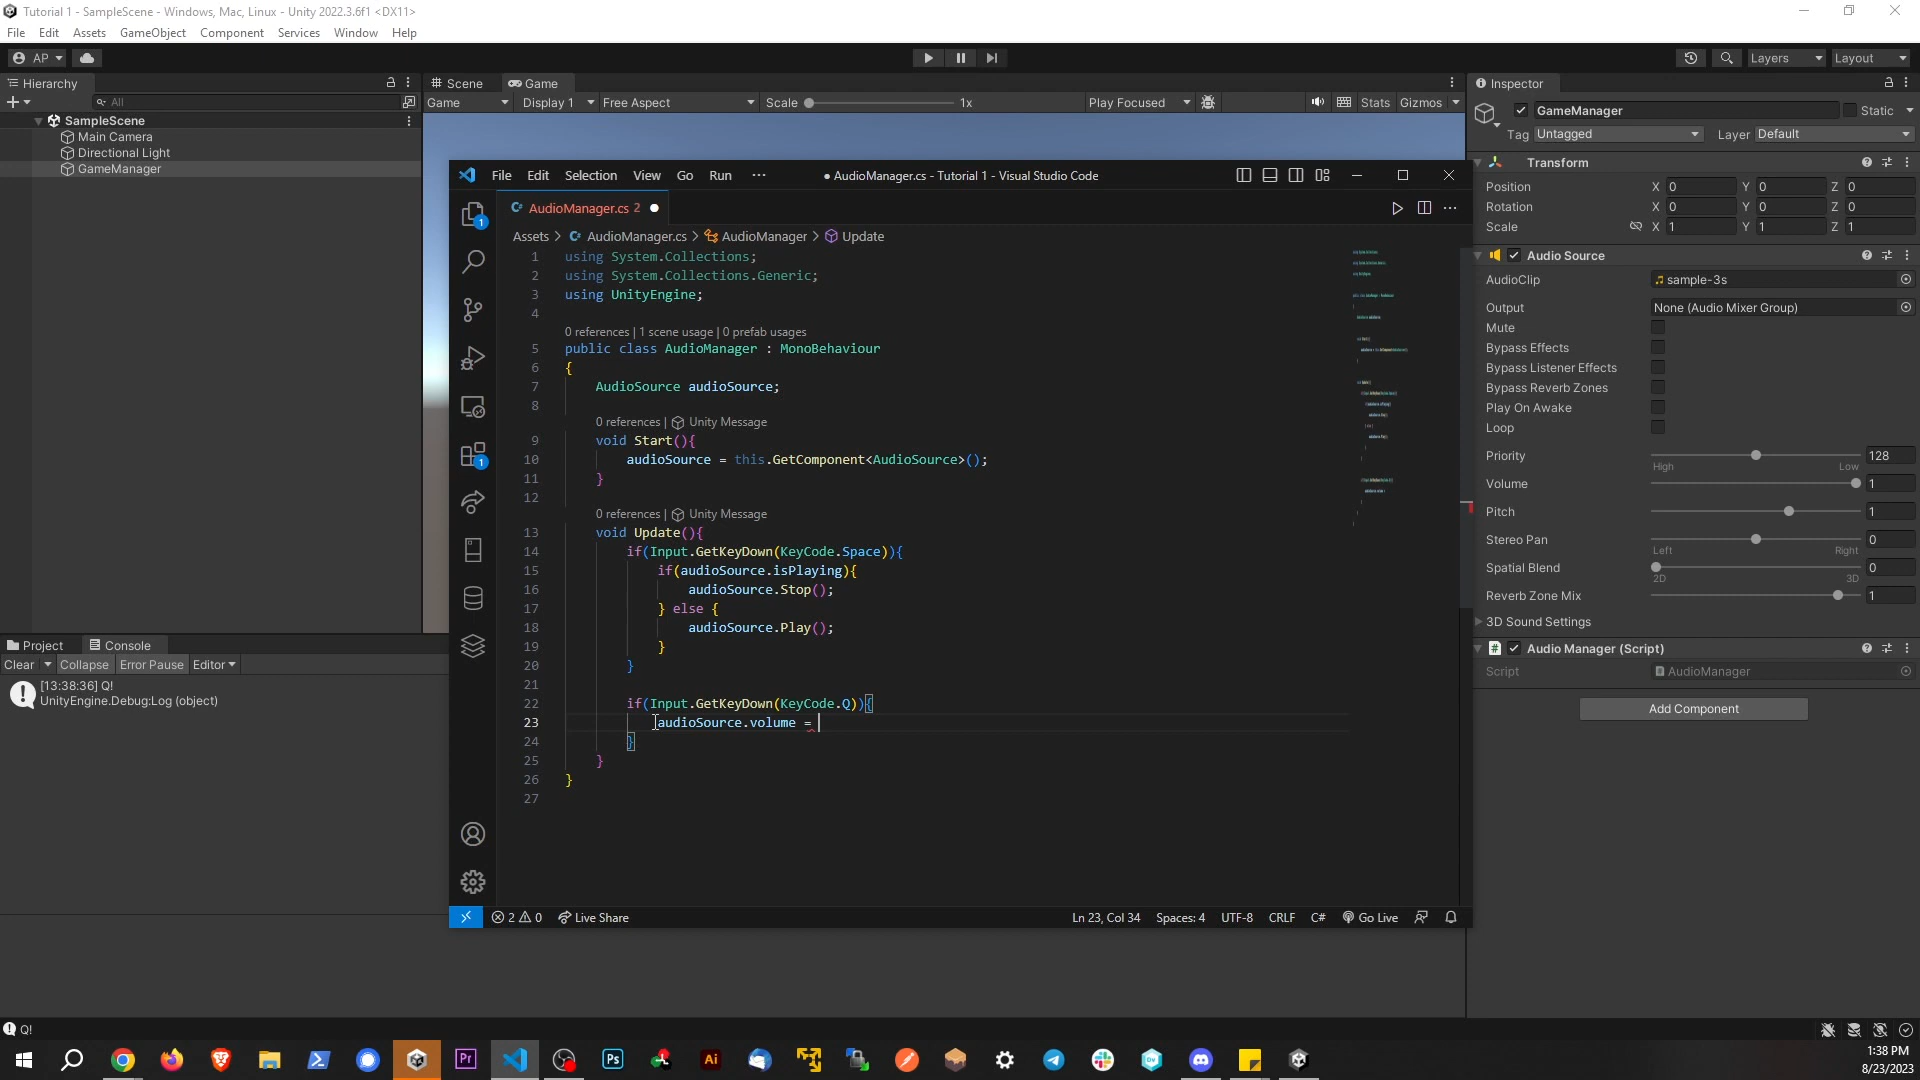 Tutorial 1 - SampleScene - Windows, Mac, Linux - Unity 2022.3.6f1 <DX11>
File Edit Assets GameObject Component Services Window Help
AP
Layers
Layout
Hierarchy
All
SampleScene
Main Camera
Directional Light
GameManager
Scene
Game
Game
Display 1
Free Aspect
Scale
1x
Play Focused
Stats
Gizmos
File Edit Selection View Go Run ···
● AudioManager.cs - Tutorial 1 - Visual Studio Code
1
1
C# AudioManager.cs 2 ●
Assets > C# AudioManager.cs > AudioManager > Update
1 using System.Collections;
2 using System.Collections.Generic;
3 using UnityEngine;
4
0 references | 1 scene usage | 0 prefab usages
5 public class AudioManager : MonoBehaviour
6 {
7 AudioSource audioSource;
8
0 references | Unity Message
9 void Start(){
10 audioSource = this.GetComponent<AudioSource>();
11 }
12
0 references | Unity Message
13 void Update(){
14 if(Input.GetKeyDown(KeyCode.Space)){
15 if(audioSource.isPlaying){
16 audioSource.Stop();
17 } else {
18 audioSource.Play();
19 }
20 }
21
22 if(Input.GetKeyDown(KeyCode.Q)){
23 audioSource.volume =
24 }
25 }
26 }
27
2 0 Live Share
Ln 23, Col 34 Spaces: 4 UTF-8 CRLF C# Go Live
Inspector
GameManager Static
Tag Untagged Layer Default
Transform
Position X 0 Y 0 Z 0
Rotation X 0 Y 0 Z 0
Scale X 1 Y 1 Z 1
Audio Source
AudioClip sample-3s
Output None (Audio Mixer Group)
Mute
Bypass Effects
Bypass Listener Effects
Bypass Reverb Zones
Play On Awake
Loop
Priority 128
High Low
Volume 1
Pitch 1
Stereo Pan 0
Left Right
Spatial Blend 0
2D 3D
Reverb Zone Mix 1
3D Sound Settings
# Audio Manager (Script)
Script AudioManager
Add Component
Project
Console
Clear Collapse Error Pause Editor
[13:38:36] Q!
UnityEngine.Debug:Log (object)
Q!
Pr
Ps
Ai
1:38 PM
8/23/2023